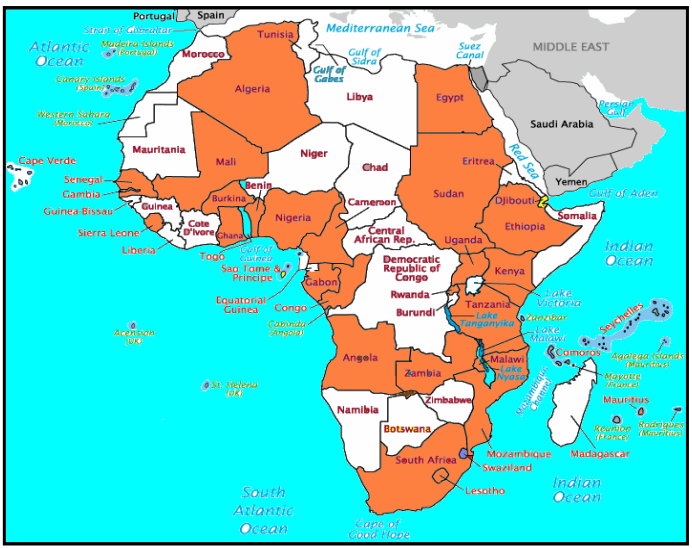 Portugal
Spain
Strait of Gibraltar
Mediterranean Sea
Atlantic
Ocean
Madeira Islands
(Portugal)
Tunisia
Morocco
Gulf of
Sidra
Gulf of
Gabes
Suez
Canal
MIDDLE EAST
Canary Islands
(Spain)
Algeria
Libya
Egypt
Persian
Gulf
Western Sahara
(Morocco)
Saudi Arabia
Mauritania
Mali
Niger
Chad
Eritrea
Red Sea
Cape Verde
Yemen
Senegal
Gambia
Guinea Bissau
Guinea
Burkina
Benin
Nigeria
Cameroon
Sudan
Djibouti
Gulf of Aden
Somalia
Sierra Leone
Liberia
Cote
D'Ivore
Ghana
Togo
Gulf of
Guinea
Central
African Rep.
Ethiopia
Uganda
Indian
Ocean
Sao Tome &
Principe
Democratic
Republic of
Congo
Kenya
Gabon
Equatorial
Guinea
Congo
Rwanda
Burundi
Lake
Victoria
Tanzania
Seychelles
Cabinda
(Angola)
Lake
Tanganyika
Zanzibar
Lake
Malawi
Acension
(UK)
Angola
Zambia
Malawi
Lake
Nyasa
Comoros
Agalega Islands
(Mauritius)
Mayotte
(France)
St. Helena
(UK)
Mozambique
Channel
Zimbabwe
Namibia
Botswana
Mauritius
Reunion
(France)
Rodrigues
(Mauritius)
Mozambique
Madagascar
South Africa
Swaziland
Lesotho
South
Atlantic
Ocean
Indian
Ocean
Cape of
Good Hope